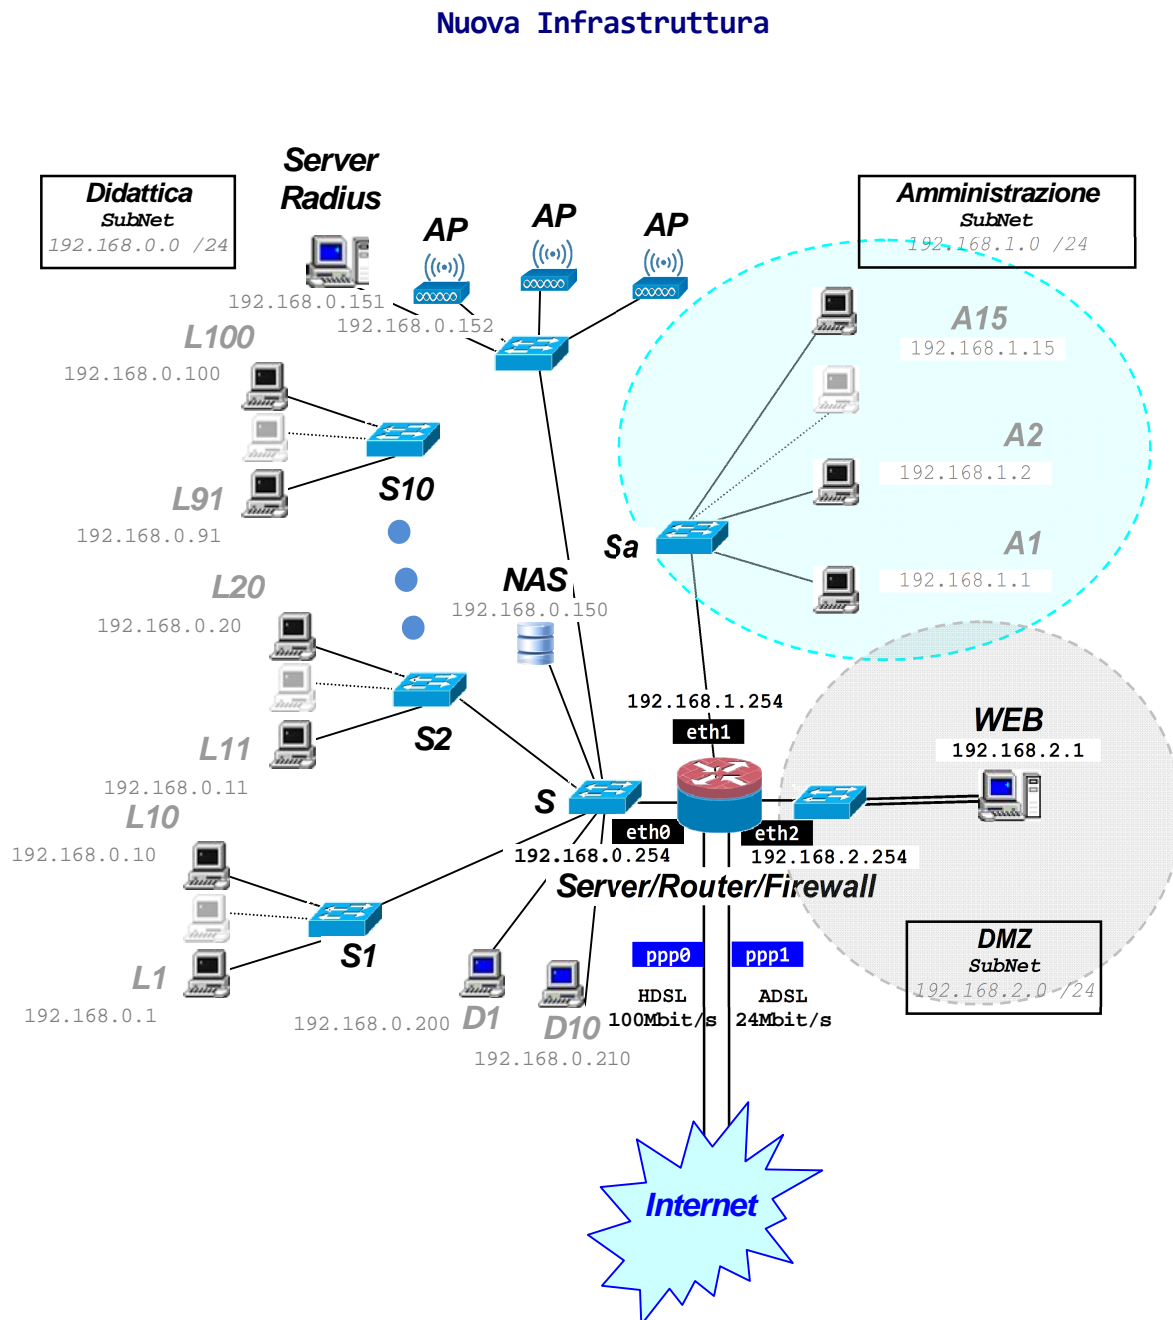 Nuova Infrastruttura
Server
Radius
Didattica
SubNet
192.168.0.0 /24
AP
AP
AP
Amministrazione
SubNet
192.168.1.0 /24
192.168.0.151
192.168.0.152
L100
192.168.0.100
A15
192.168.1.15
S10
L91
192.168.0.91
A2
192.168.1.2
Sa
A1
192.168.1.1
L20
192.168.0.20
NAS
192.168.0.150
S2
L11
192.168.0.11
192.168.1.254
eth1
WEB
192.168.2.1
S
eth0
eth2
192.168.0.254
192.168.2.254
Server/Router/Firewall
L10
192.168.0.10
S1
L1
192.168.0.1
DMZ
SubNet
192.168.2.0 /24
ppp0
ppp1
HDSL
100Mbit/s
ADSL
24Mbit/s
192.168.0.200
D1
D10
192.168.0.210
Internet